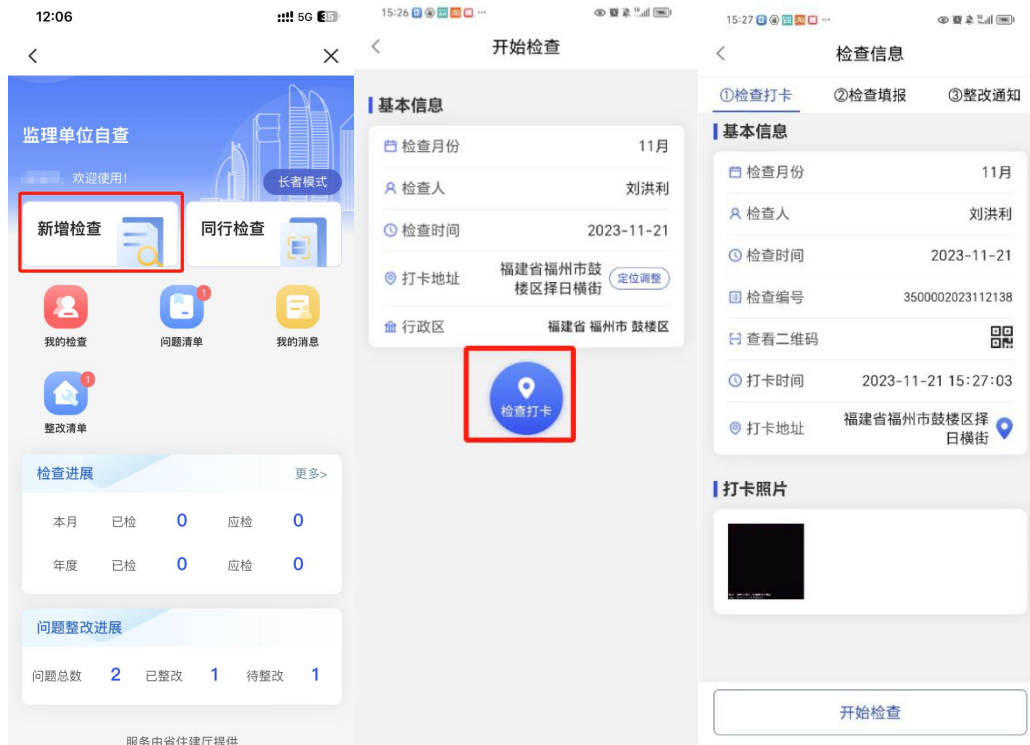 12:06
5G 35
监理单位自查
欢迎使用!
长者模式
新增检查
同行检查
1
我的检查
问题清单
我的消息
1
整改清单
检查进展
更多>
本月 已检 0 应检 0
年度 已检 0 应检 0
问题整改进展
问题总数 2 已整改 1 待整改 1
服务由省住建厅提供
15:26
开始检查
基本信息
检查月份 11月
检查人 刘洪利
检查时间 2023-11-21
打卡地址 福建省福州市鼓
楼区择日横街
定位调整
行政区 福建省 福州市 鼓楼区
检查打卡
15:27
检查信息
①检查打卡 ②检查填报 ③整改通知
基本信息
检查月份 11月
检查人 刘洪利
检查时间 2023-11-21
检查编号 3500002023112138
查看二维码
打卡时间 2023-11-21 15:27:03
打卡地址 福建省福州市鼓楼区择
日横街
打卡照片
开始检查